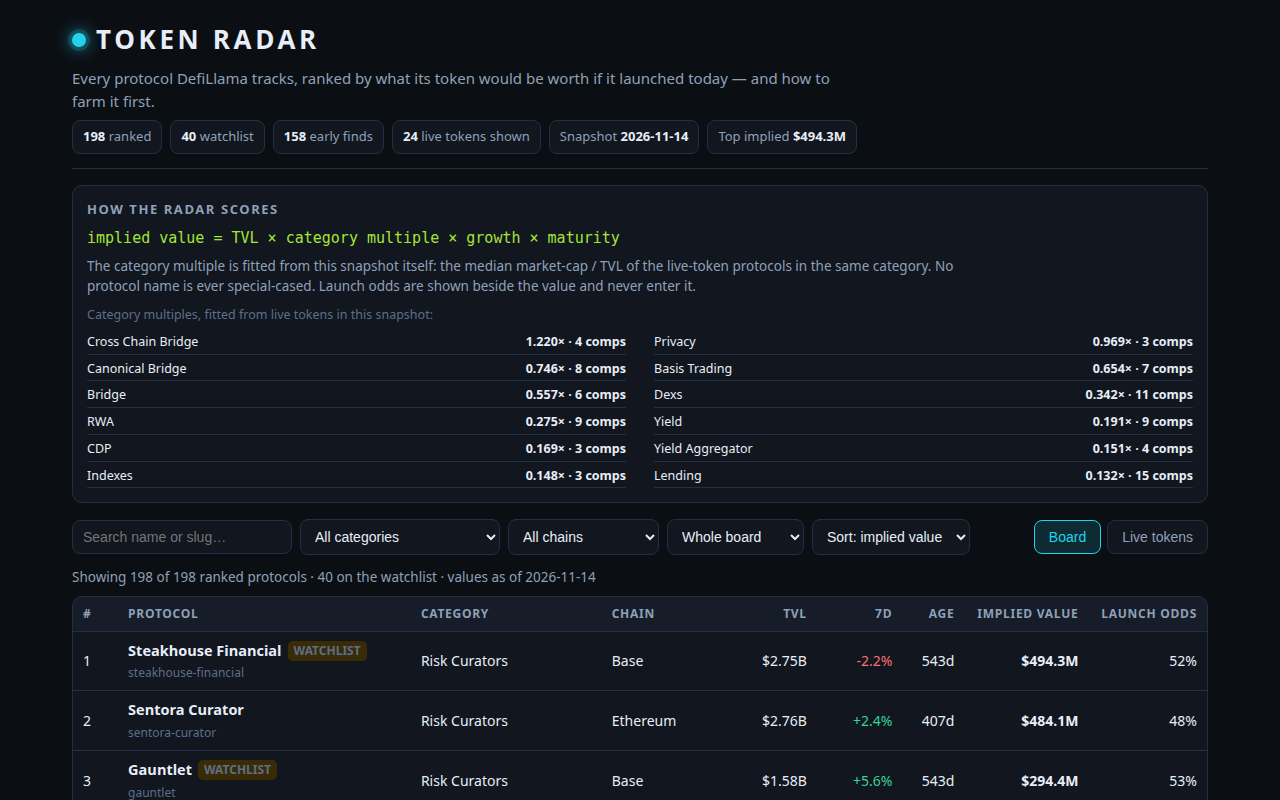 TOKEN RADAR
Every protocol DefiLlama tracks, ranked by what its token would be worth if it launched today — and how to
farm it first.
198 ranked 40 watchlist 158 early finds 24 live tokens shown Snapshot 2026-11-14 Top implied $494.3M
HOW THE RADAR SCORES
implied value = TVL × category multiple × growth × maturity
The category multiple is fitted from this snapshot itself: the median market-cap / TVL of the live-token protocols in the same category. No
protocol name is ever special-cased. Launch odds are shown beside the value and never enter it.
Category multiples, fitted from live tokens in this snapshot:
Cross Chain Bridge 1.220× · 4 comps Privacy 0.969× · 3 comps
Canonical Bridge 0.746× · 8 comps Basis Trading 0.654× · 7 comps
Bridge 0.557× · 6 comps Dexs 0.342× · 11 comps
RWA 0.275× · 9 comps Yield 0.191× · 9 comps
CDP 0.169× · 3 comps Yield Aggregator 0.151× · 4 comps
Indexes 0.148× · 3 comps Lending 0.132× · 15 comps
Search name or slug… All categories All chains Whole board Sort: implied value Board Live tokens
Showing 198 of 198 ranked protocols · 40 on the watchlist · values as of 2026-11-14
# PROTOCOL CATEGORY CHAIN TVL 7D AGE IMPLIED VALUE LAUNCH ODDS
1 Steakhouse Financial WATCHLIST Risk Curators Base $2.75B -2.2% 543d $494.3M 52%
steakhouse-financial
2 Sentora Curator Risk Curators Ethereum $2.76B +2.4% 407d $484.1M 48%
sentora-curator
3 Gauntlet WATCHLIST Risk Curators Base $1.58B +5.6% 543d $294.4M 53%
gauntlet